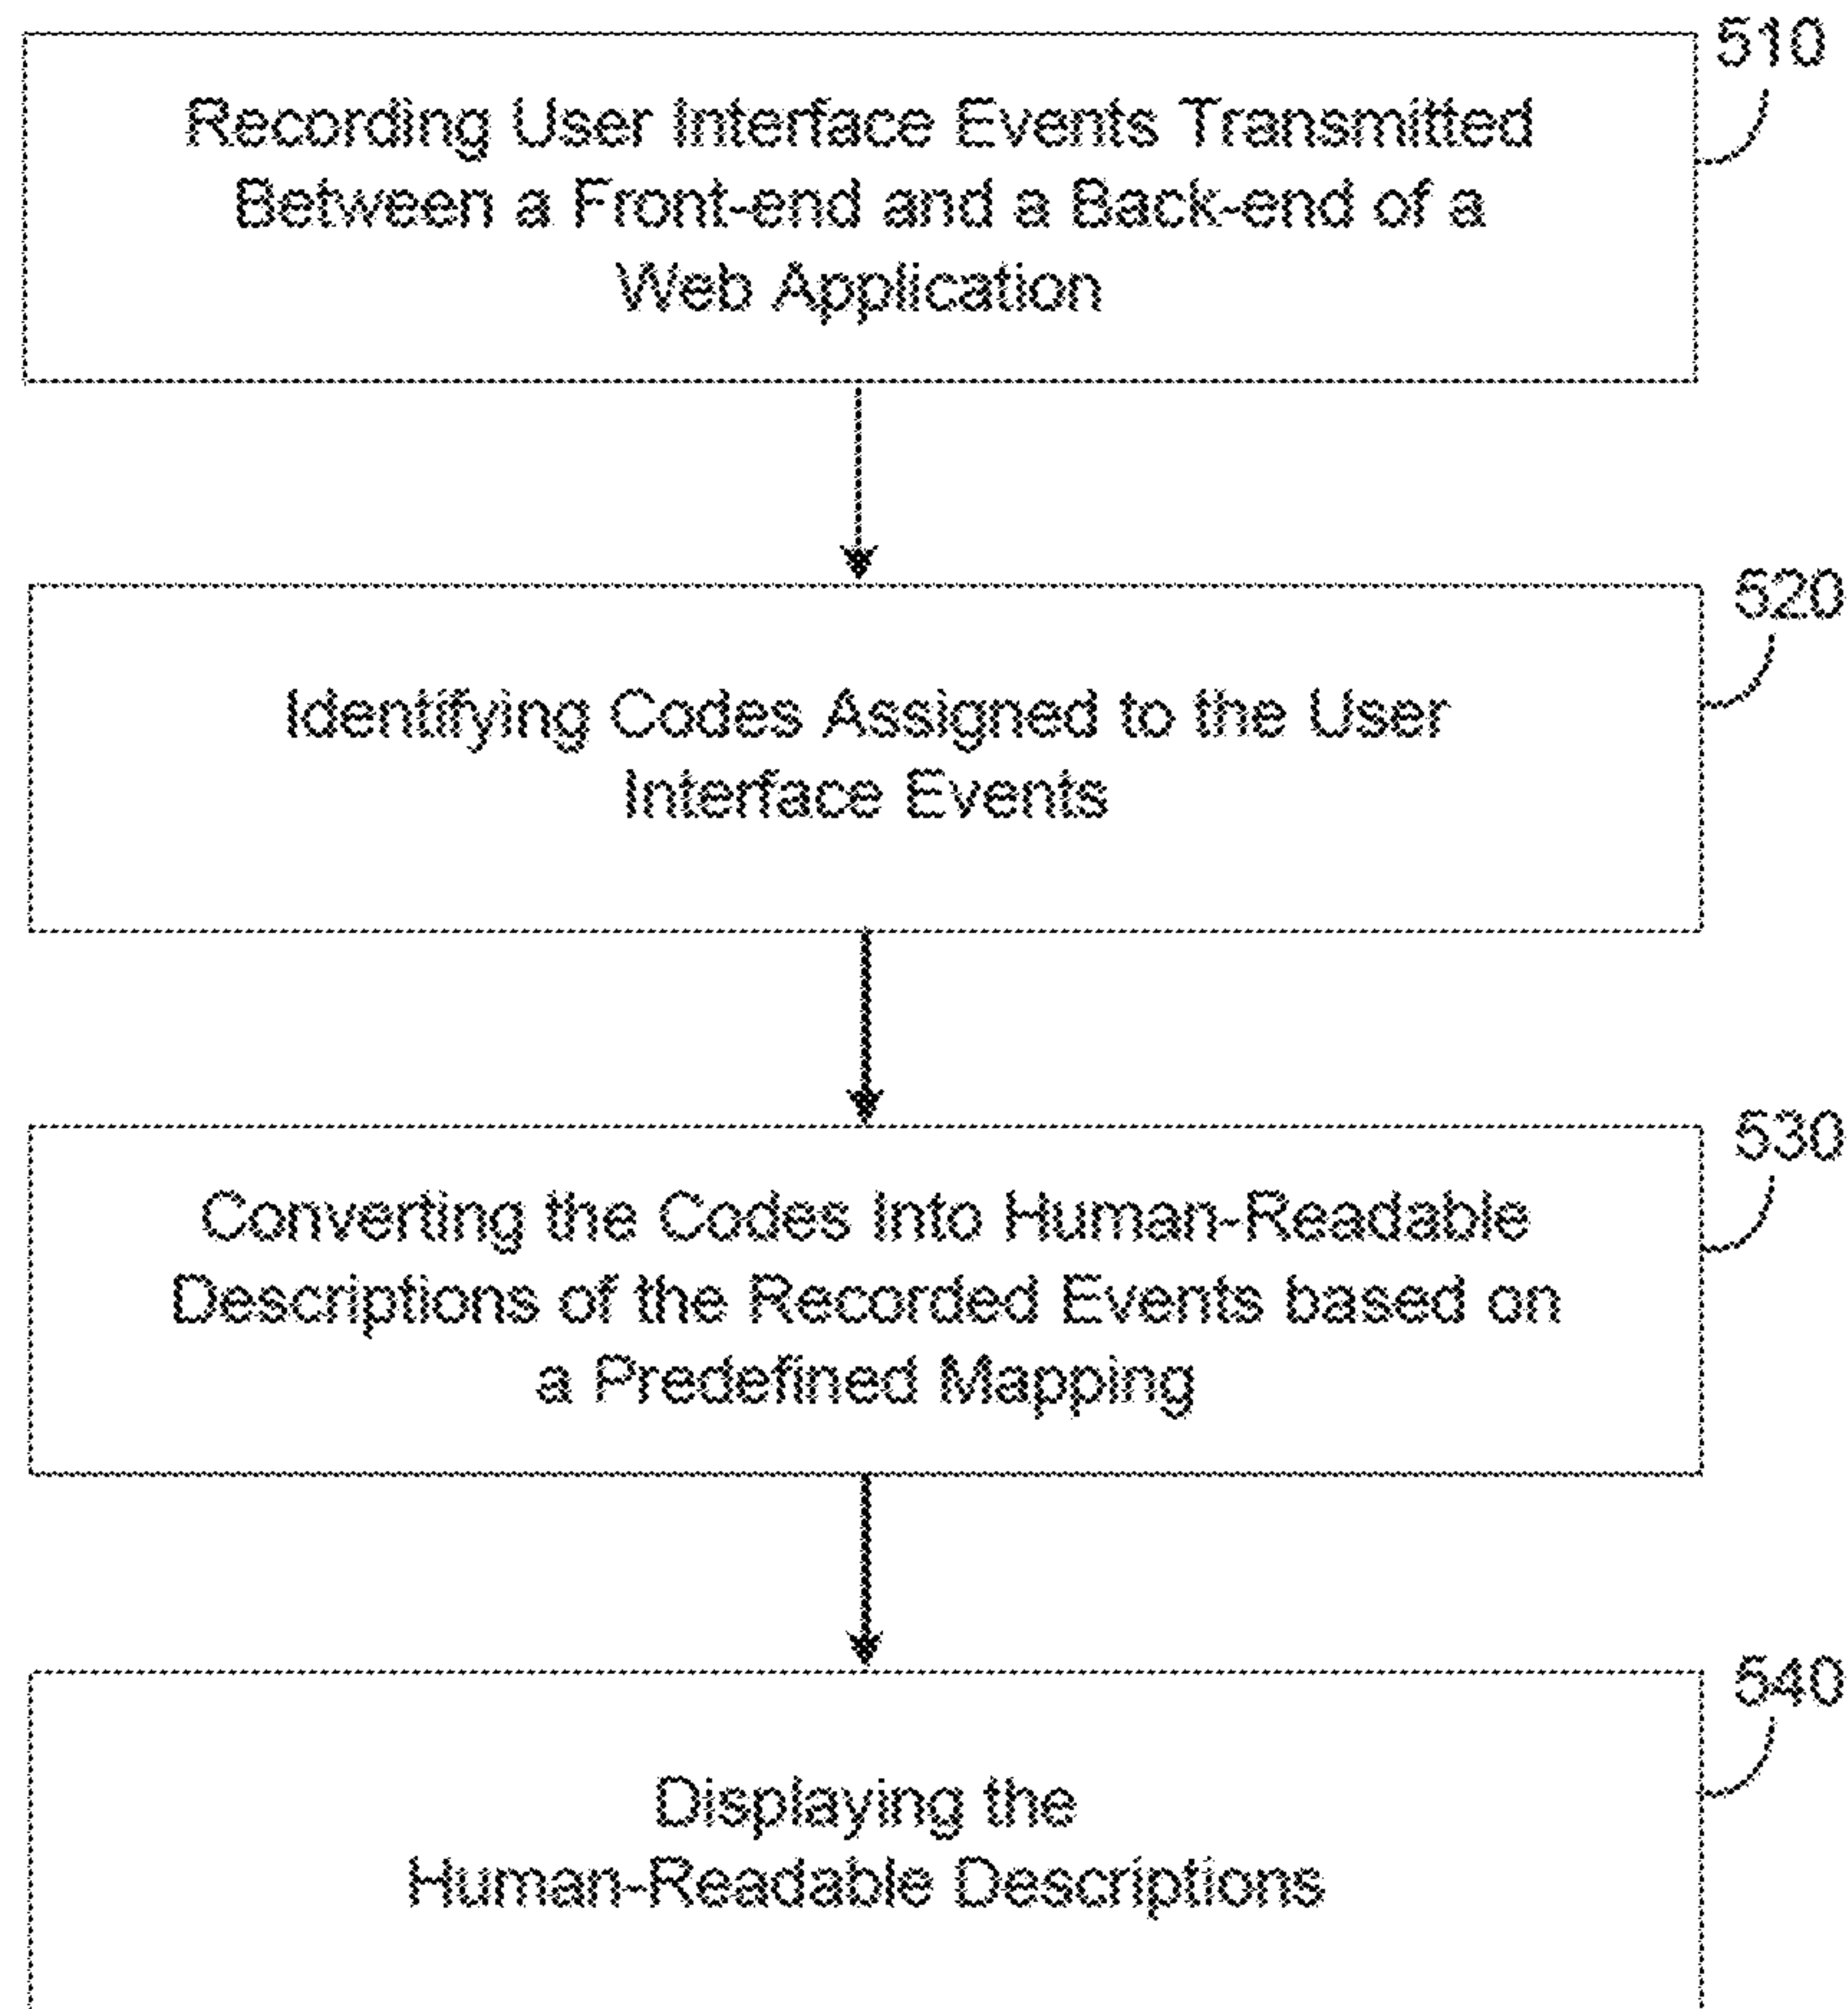 510
Recording User Interface Events Transmitted
Between a Front-end and a Back-end of a
Web Application
520
Identifying Codes Assigned to the User
Interface Events
530
Converting the Codes Into Human-Readable
Descriptions of the Recorded Events based on
a Predefined Mapping
540
Displaying the
Human-Readable Descriptions